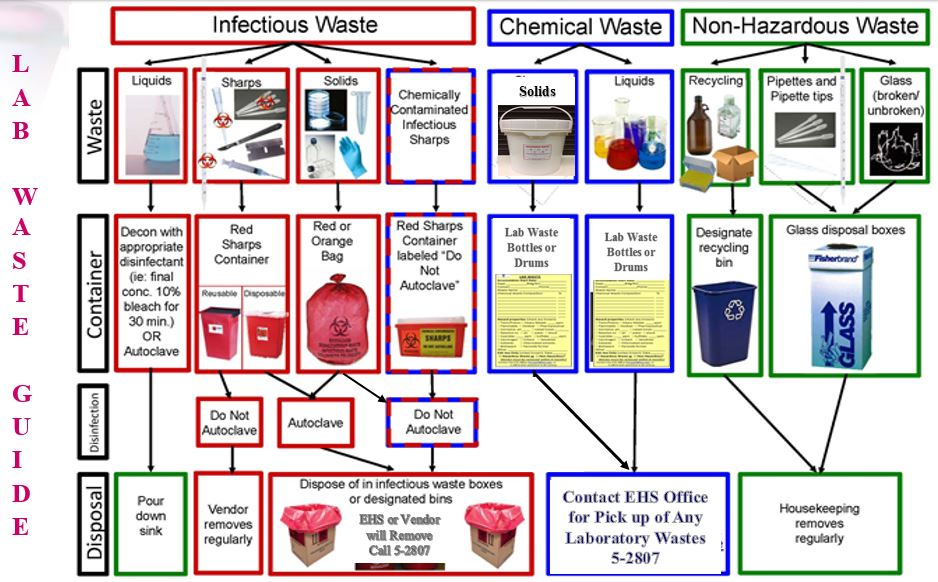 LAB WASTE GUIDE
Infectious Waste
Chemical Waste
Non-Hazardous Waste
Waste
Liquids
Sharps
Solids
Chemically
Contaminated
Infectious
Sharps
Solids
Liquids
Recycling
Pipettes and
Pipette tips
Glass
(broken/
unbroken)
Container
Decon with
appropriate
disinfectant
(ie: final
conc. 10%
bleach for
30 min.)
OR
Autoclave
Red
Sharps
Container
Reusable
Disposable
Red or
Orange
Bag
Red Sharps
Container
labeled "Do
Not
Autoclave"
SHARPS
Lab Waste
Bottles or
Drums
LAB WASTE
Lab Waste
Bottles or
Drums
Designate
recycling
bin
Glass disposal boxes
Fisherbrand
GLASS
Disinfection
Do Not
Autoclave
Autoclave
Do Not
Autoclave
Disposal
Pour
down
sink
Vendor
removes
regularly
Dispose of in infectious waste boxes
or designated bins
EHS or Vendor
will Remove
Call 5-2807
Contact EHS Office
for Pick up of Any
Laboratory Wastes
5-2807
Housekeeping
removes
regularly